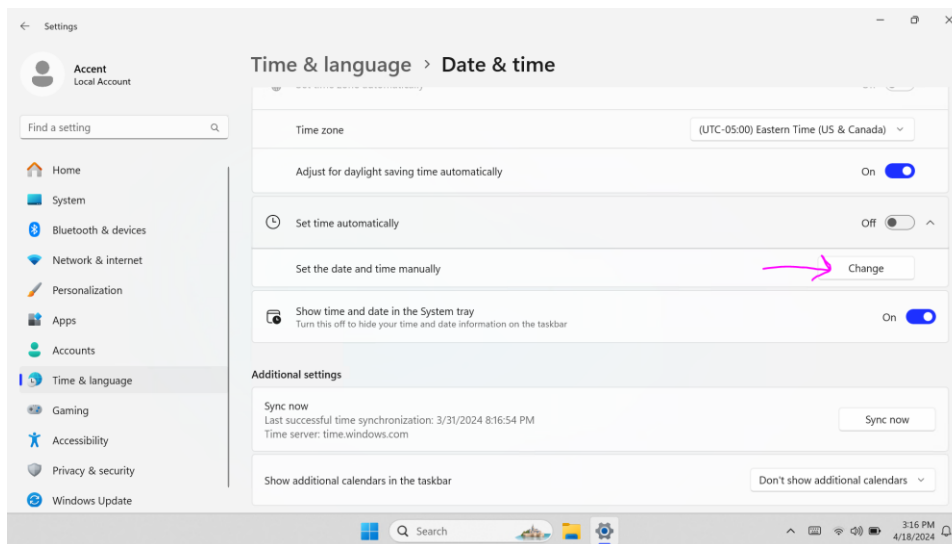 Settings
Accent
Local Account
Find a setting
Home
System
Bluetooth & devices
Network & internet
Personalization
Apps
Accounts
Time & language
Gaming
Accessibility
Privacy & security
Windows Update
Time & language > Date & time
Time zone
(UTC-05:00) Eastern Time (US & Canada)
Adjust for daylight saving time automatically
On
Set time automatically
Off
Set the date and time manually
Change
Show time and date in the System tray
Turn this off to hide your time and date information on the taskbar
On
Additional settings
Sync now
Last successful time synchronization: 3/31/2024 8:16:54 PM
Time server: time.windows.com
Sync now
Show additional calendars in the taskbar
Don't show additional calendars
Search
3:16 PM
4/18/2024